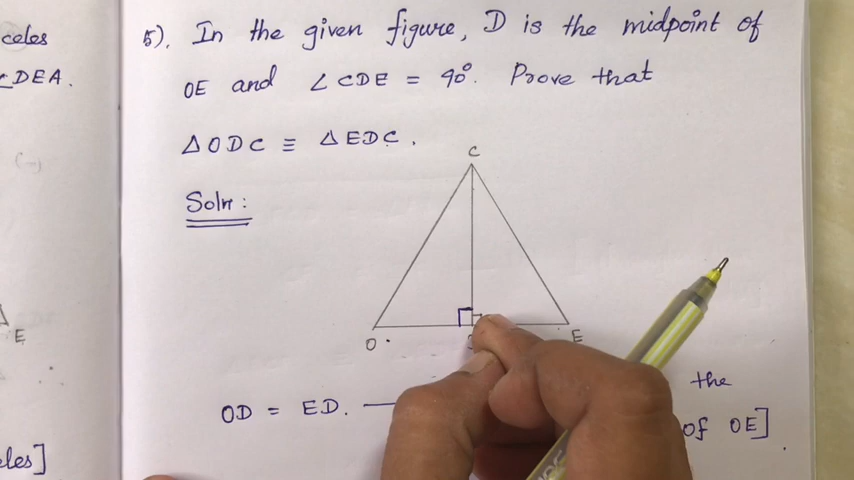 celes
∠DEA.
E
5). In the given figure, D is the midpoint of
OE and ∠CDE = 90°. Prove that
△ODC ≡ △EDC.
Soln:
C
O E
OD = ED. — the
of OE].